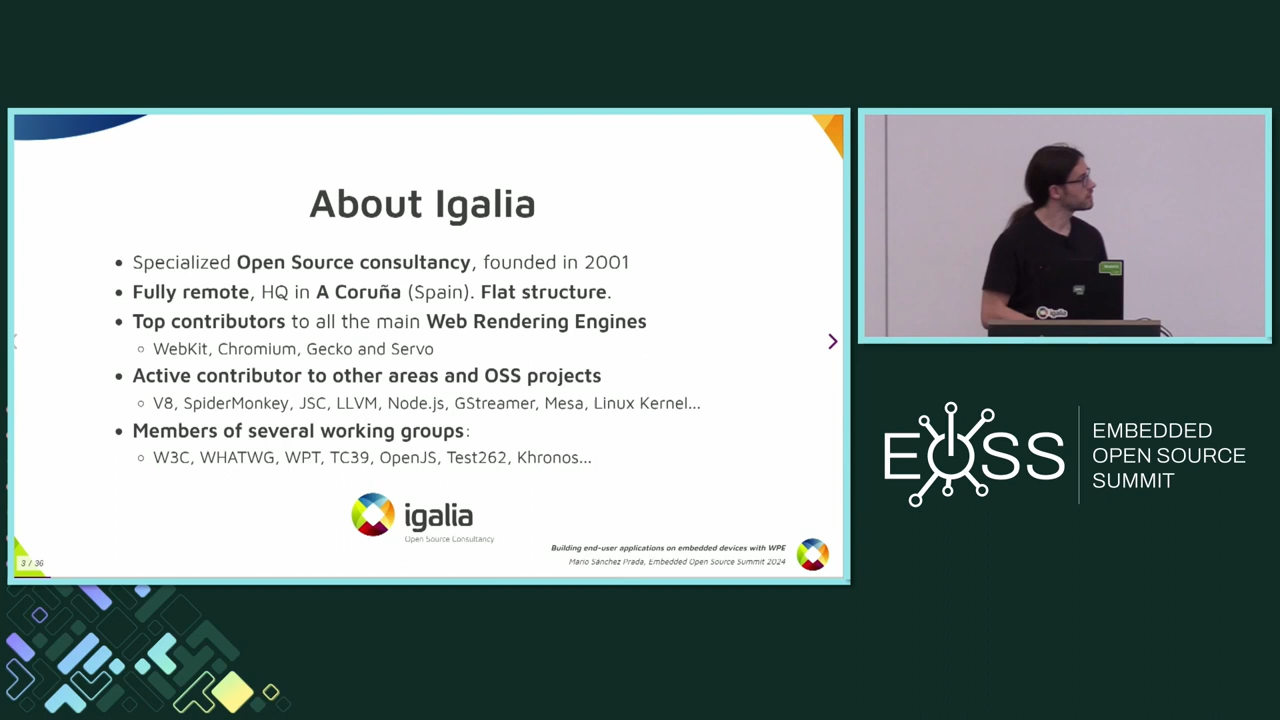 About Igalia
• Specialized Open Source consultancy, founded in 2001
• Fully remote, HQ in A Coruña (Spain). Flat structure.
• Top contributors to all the main Web Rendering Engines
◦ WebKit, Chromium, Gecko and Servo
• Active contributor to other areas and OSS projects
◦ V8, SpiderMonkey, JSC, LLVM, Node.js, GStreamer, Mesa, Linux Kernel...
• Members of several working groups:
◦ W3C, WHATWG, WPT, TC39, OpenJS, Test262, Khronos...
igalia
Open Source Consultancy
Building end-user applications on embedded devices with WPE
Mario Sánchez Prada, Embedded Open Source Summit 2024
3 / 36
igalia
EOSS
EMBEDDED
OPEN SOURCE
SUMMIT